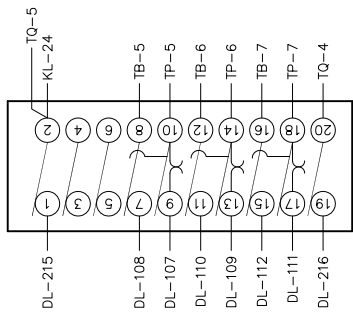 TQ-5
KL-24
TB-5
TP-5
TB-6
TP-6
TB-7
TP-7
TQ-4
2 4 6 8 10 12 14 16 18 20
1 3 5 7 9 11 13 15 17 19
DL-215
DL-108
DL-107
DL-110
DL-109
DL-112
DL-111
DL-216